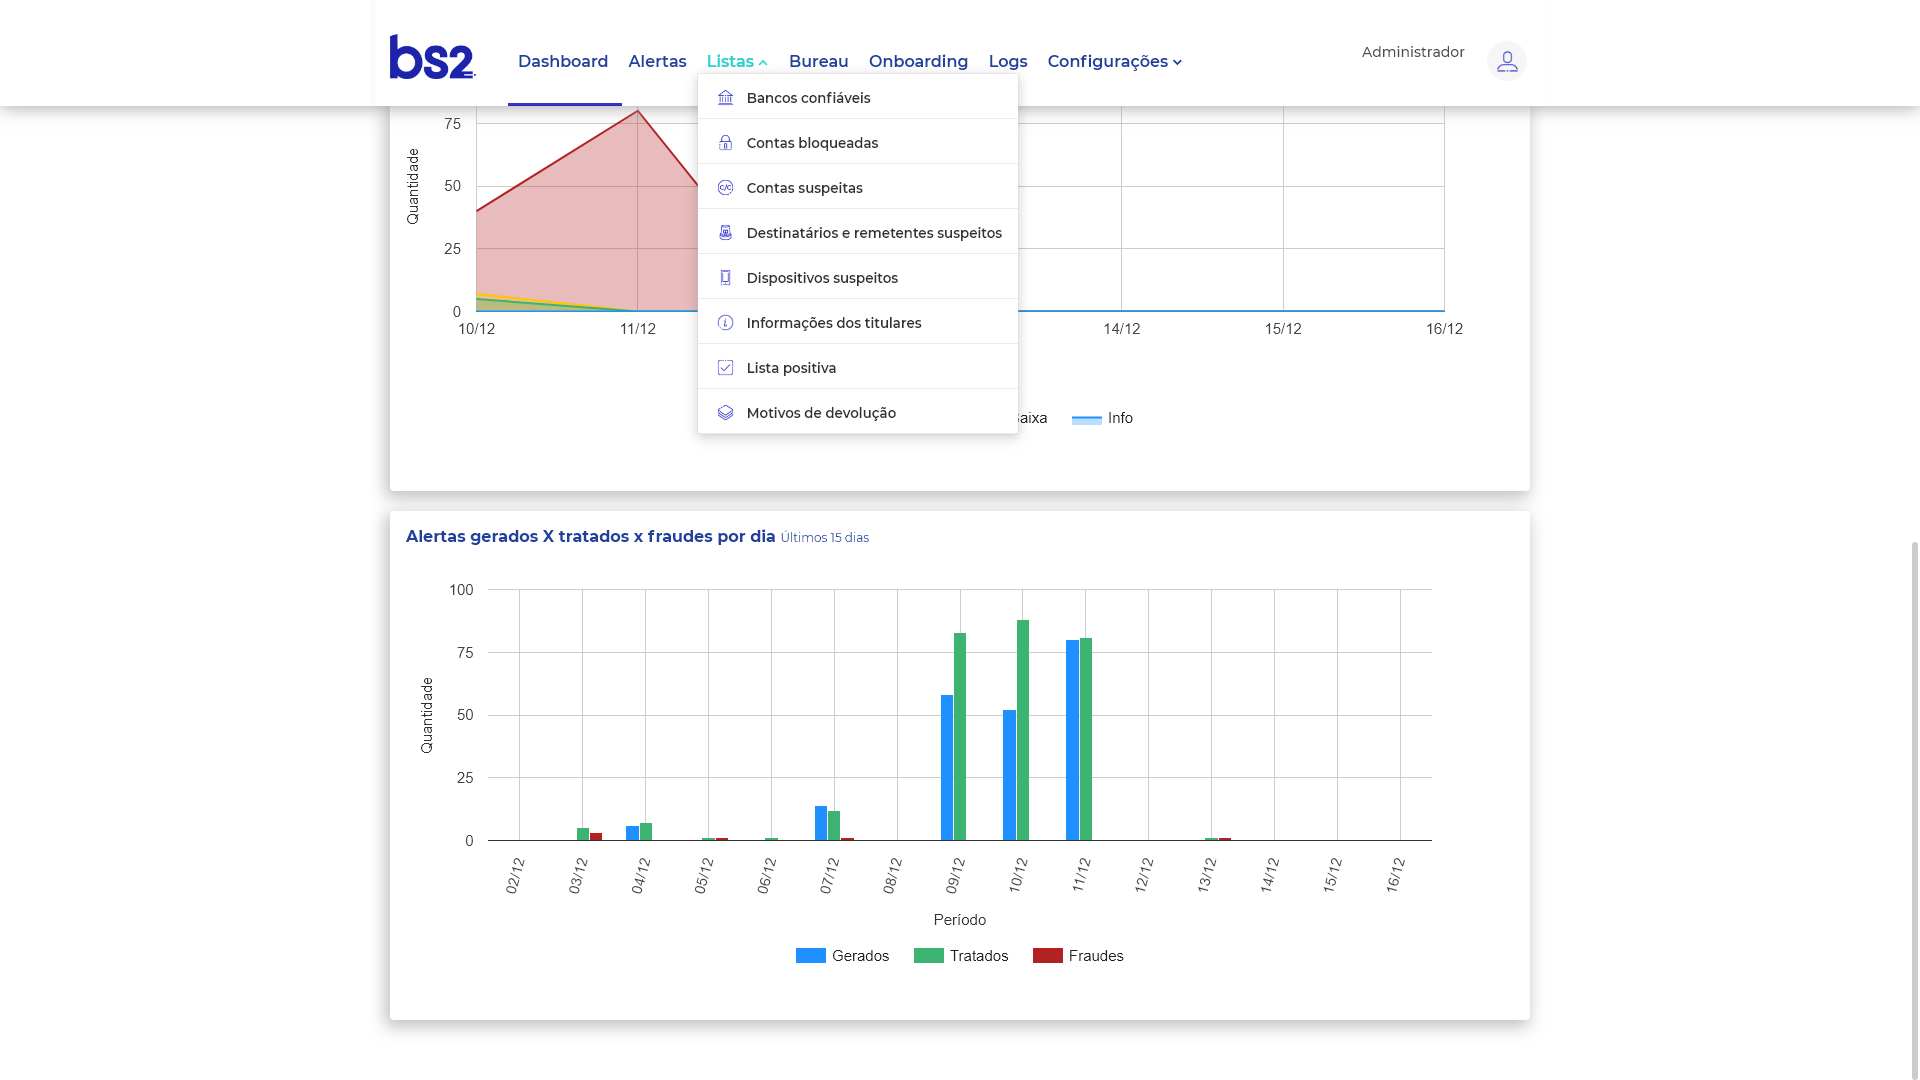 bs2
Dashboard Alertas Listas Bureau Onboarding Logs Configurações
Administrador
Bancos confiáveis
Contas bloqueadas
Contas suspeitas
Destinatários e remetentes suspeitos
Dispositivos suspeitos
Informações dos titulares
Lista positiva
Motivos de devolução
Quantidade
75
50
25
0
10/12 11/12 14/12 15/12 16/12
aixa Info
Alertas gerados X tratados x fraudes por dia Últimos 15 dias
Quantidade
100
75
50
25
0
02/12 03/12 04/12 05/12 06/12 07/12 08/12 09/12 10/12 11/12 12/12 13/12 14/12 15/12 16/12
Período
Gerados Tratados Fraudes